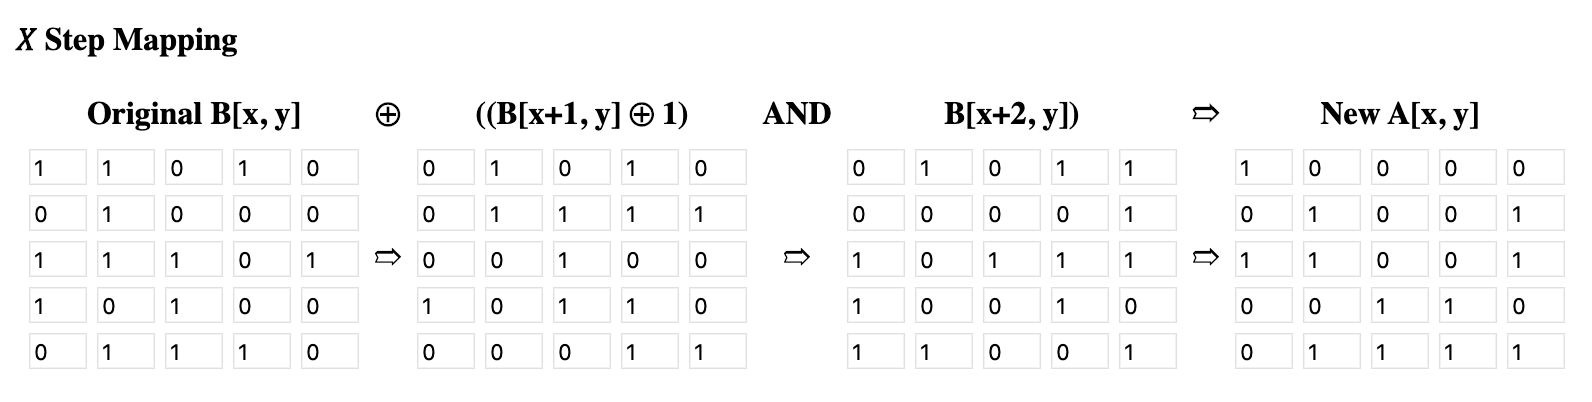 X Step Mapping
Original B[x, y] ⊕ ((B[x+1, y] ⊕ 1) AND B[x+2, y]) ⇨ New A[x, y]
1 1 0 1 0 0 1 0 1 0 0 1 0 1 1 1 0 0 0 0
0 1 0 0 0 0 1 1 1 1 0 0 0 0 1 0 1 0 0 1
1 1 1 0 1 ⇨ 0 0 1 0 0 ⇨ 1 0 1 1 1 ⇨ 1 1 0 0 1
1 0 1 0 0 1 0 1 1 0 1 0 0 1 0 0 0 1 1 0
0 1 1 1 0 0 0 0 1 1 1 1 0 0 1 0 1 1 1 1